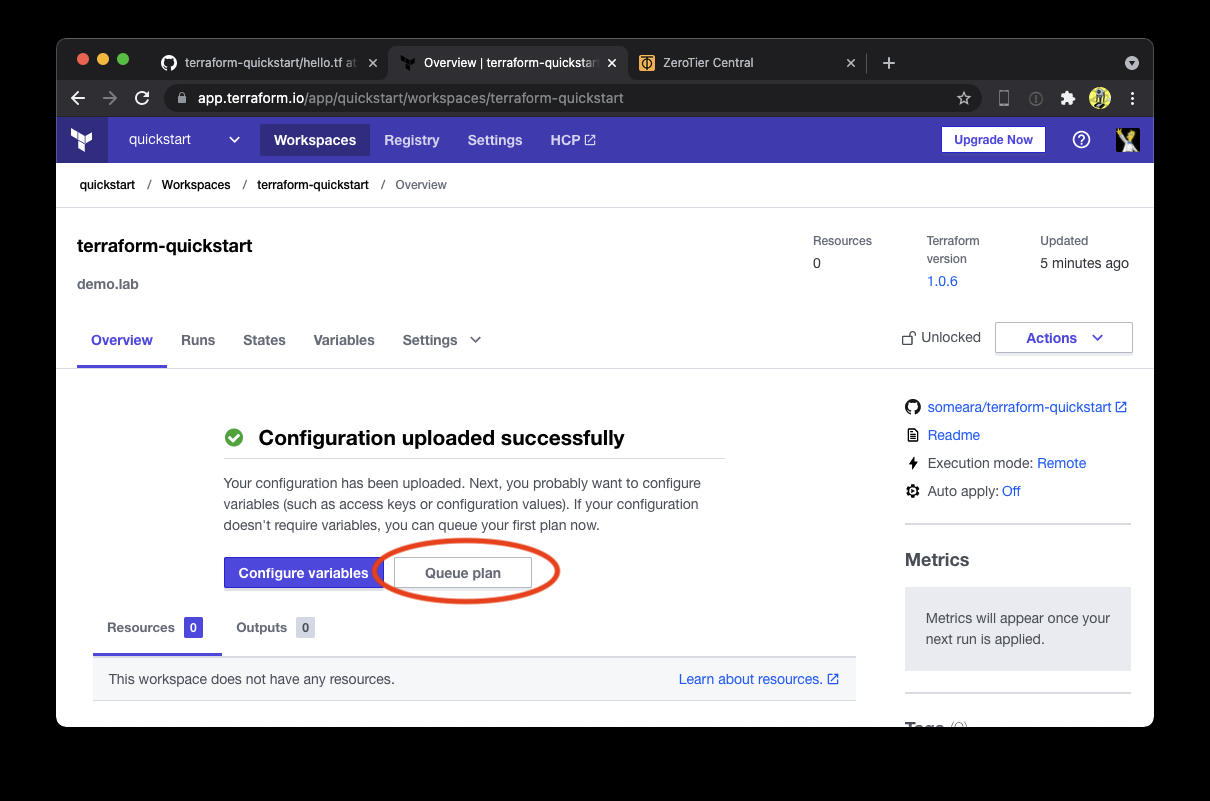 terraform-quickstart/hello.tf at
Overview | terraform-quickstart
ZeroTier Central
app.terraform.io/app/quickstart/workspaces/terraform-quickstart
quickstart
Workspaces
Registry
Settings
HCP
Upgrade Now
quickstart / Workspaces / terraform-quickstart / Overview
terraform-quickstart
demo.lab
Resources
0
Terraform
version
1.0.6
Updated
5 minutes ago
Overview
Runs
States
Variables
Settings
Unlocked
Actions
Configuration uploaded successfully
Your configuration has been uploaded. Next, you probably want to configure
variables (such as access keys or configuration values). If your configuration
doesn't require variables, you can queue your first plan now.
Configure variables
Queue plan
Resources 0
Outputs 0
This workspace does not have any resources.
Learn about resources.
someara/terraform-quickstart
Readme
Execution mode: Remote
Auto apply: Off
Metrics
Metrics will appear once your
next run is applied.
Tags (0)